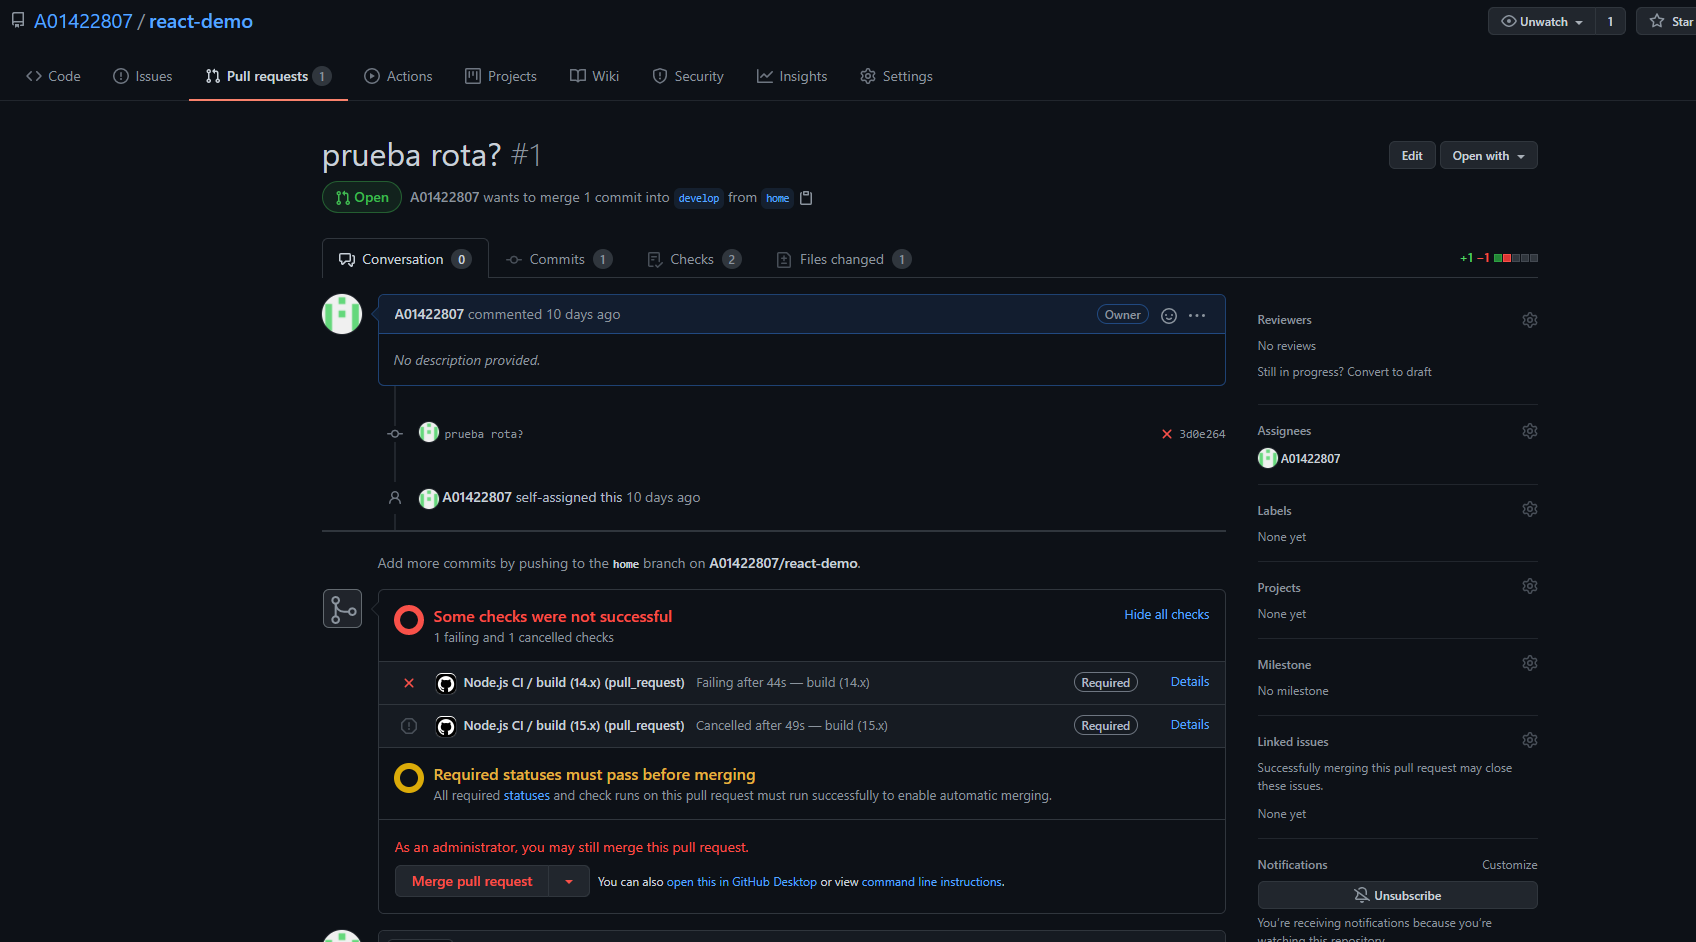 A01422807 / react-demo
Unwatch 1 Star
Code Issues Pull requests 1 Actions Projects Wiki Security Insights Settings
prueba rota? #1
Edit Open with
Open A01422807 wants to merge 1 commit into develop from home
Conversation 0 Commits 1 Checks 2 Files changed 1
+1 −1
A01422807 commented 10 days ago Owner
No description provided.
prueba rota? 3d0e264
A01422807 self-assigned this 10 days ago
Add more commits by pushing to the home branch on A01422807/react-demo.
Some checks were not successful Hide all checks
1 failing and 1 cancelled checks
Node.js CI / build (14.x) (pull_request) Failing after 44s — build (14.x) Required Details
Node.js CI / build (15.x) (pull_request) Cancelled after 49s — build (15.x) Required Details
Required statuses must pass before merging
All required statuses and check runs on this pull request must run successfully to enable automatic merging.
As an administrator, you may still merge this pull request.
Merge pull request You can also open this in GitHub Desktop or view command line instructions.
Reviewers
No reviews
Still in progress? Convert to draft
Assignees
A01422807
Labels
None yet
Projects
None yet
Milestone
No milestone
Linked issues
Successfully merging this pull request may close
these issues.
None yet
Notifications Customize
Unsubscribe
You're receiving notifications because you're
watching this repository.